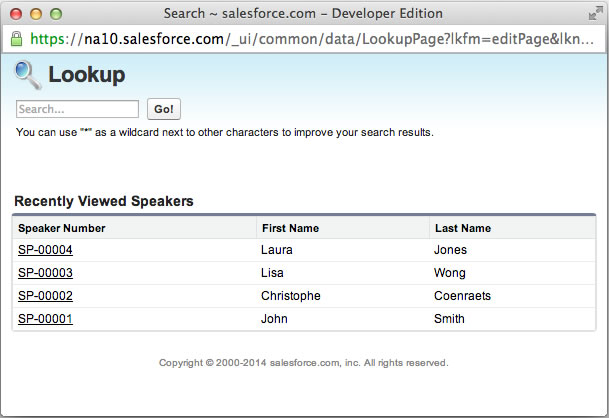 Search ~ salesforce.com - Developer Edition
https://na10.salesforce.com/_ui/common/data/LookupPage?lkfm=editPage&lkn...
Lookup
Search...
Go!
You can use "*" as a wildcard next to other characters to improve your search results.
Recently Viewed Speakers
Speaker Number First Name Last Name
SP-00004 Laura Jones
SP-00003 Lisa Wong
SP-00002 Christophe Coenraets
SP-00001 John Smith
Copyright © 2000-2014 salesforce.com, inc. All rights reserved.